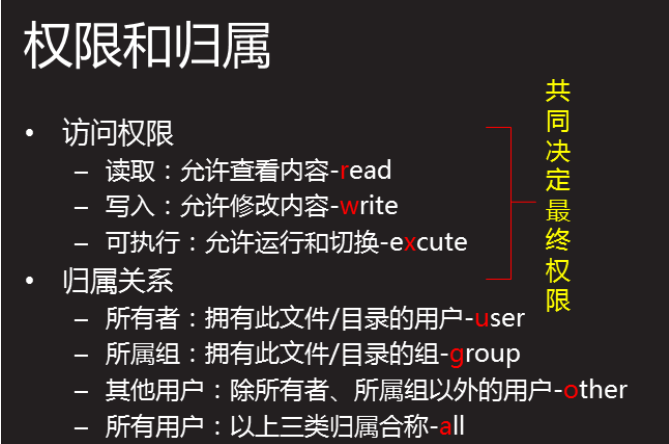 权限和归属
• 访问权限
– 读取：允许查看内容-read
– 写入：允许修改内容-write
– 可执行：允许运行和切换-excute
• 归属关系
– 所有者：拥有此文件/目录的用户-user
– 所属组：拥有此文件/目录的组-group
– 其他用户：除所有者、所属组以外的用户-other
– 所有用户：以上三类归属合称-all
共同决定最终权限